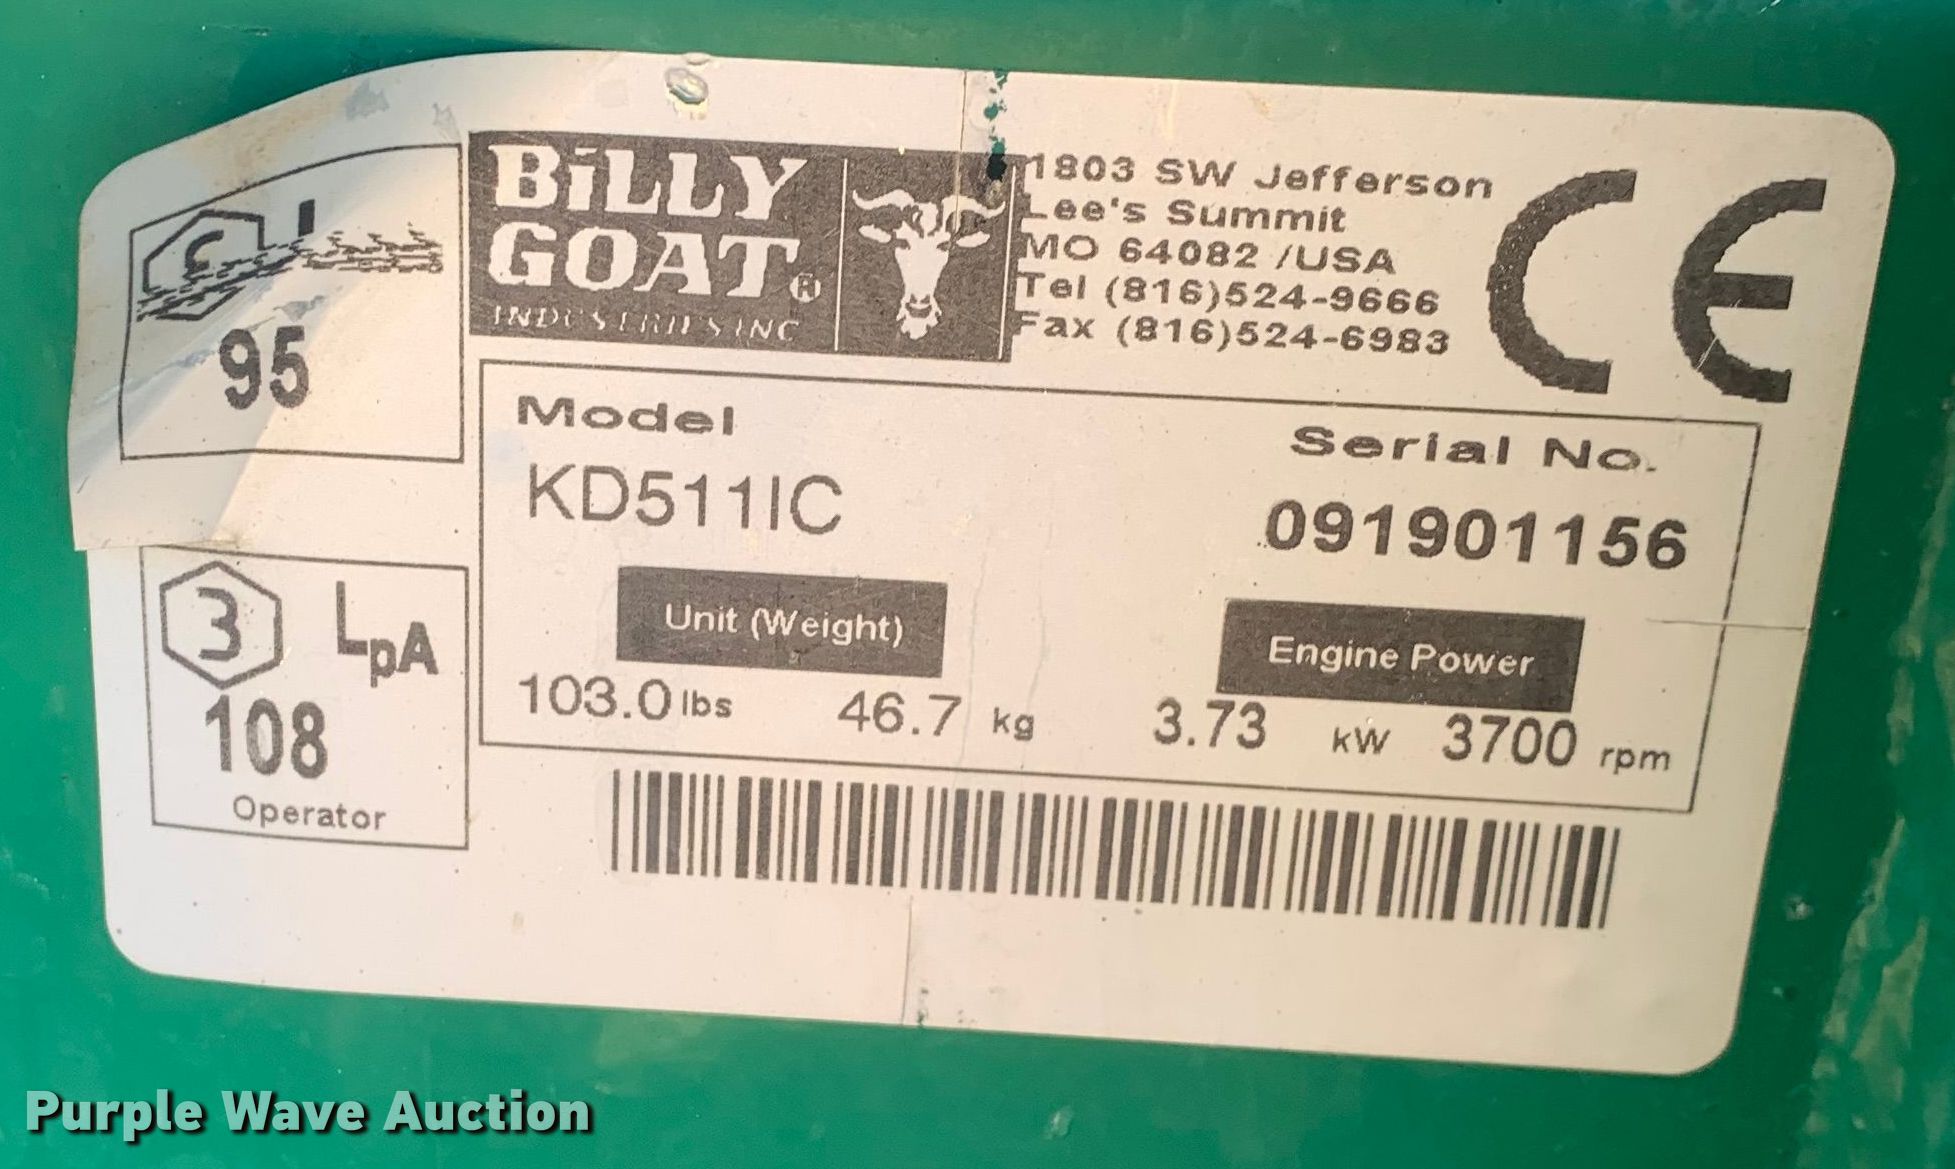 BiLLY
GOAT®
INDUSTRIES INC
1803 SW Jefferson
Lee's Summit
MO 64082 /USA
Tel (816)524-9666
Fax (816)524-6983
CE
95
Model
KD511IC
Serial No.
091901156
Unit (Weight)
103.0 lbs 46.7 kg
Engine Power
3.73 kW 3700 rpm
3 LpA
108
Operator
Purple Wave Auction